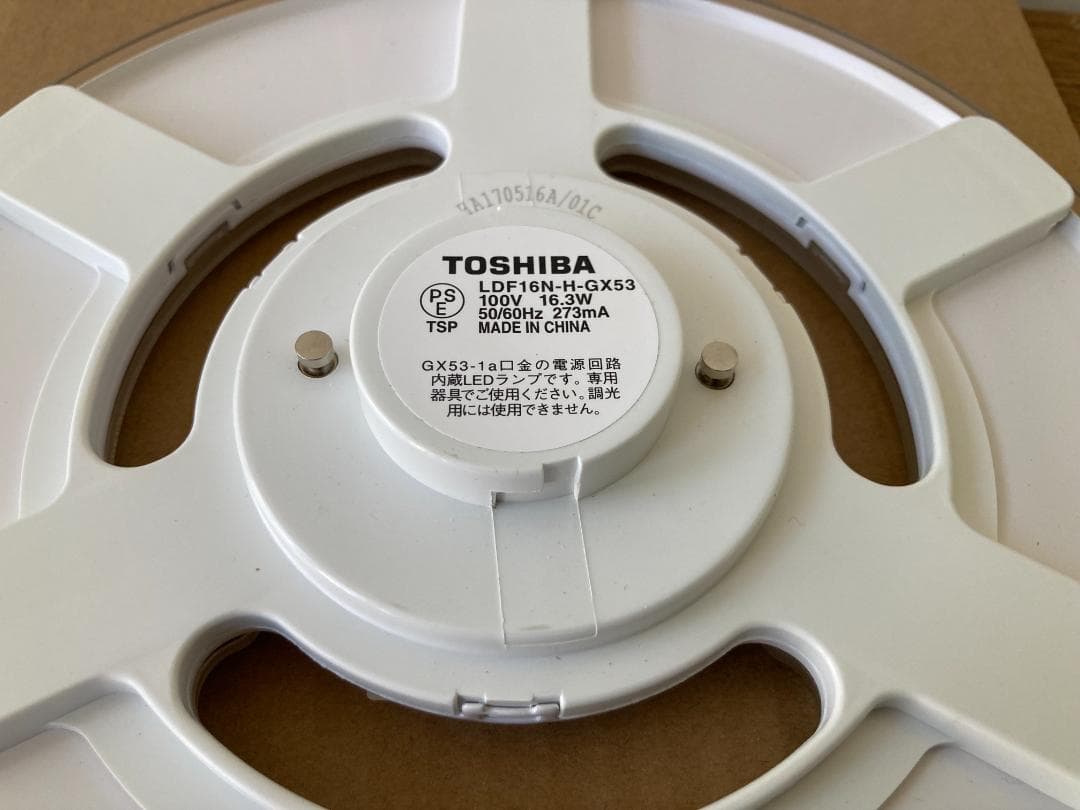 A170516A/01C
TOSHIBA
LDF16N-H-GX53
100V 16.3W
50/60Hz 273mA
MADE IN CHINA
PS
E
TSP
GX53-1a口金の電源回路
内蔵LEDランプです。専用
器具でご使用ください。調光
用には使用できません。